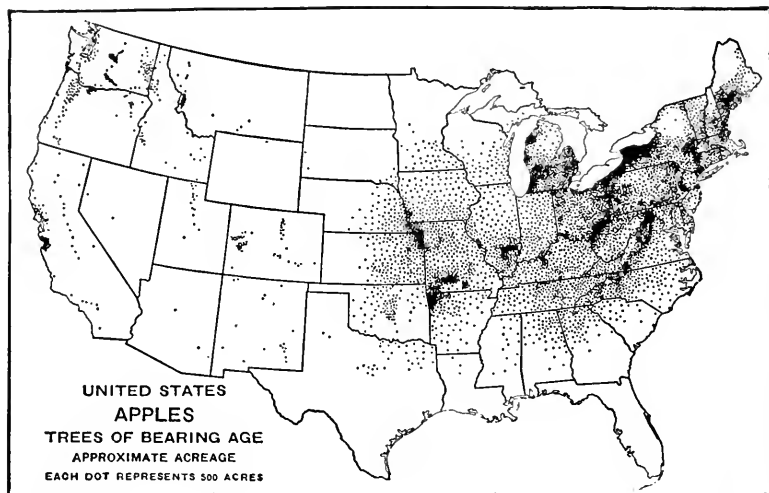 UNITED STATES
APPLES
TREES OF BEARING AGE
APPROXIMATE ACREAGE
EACH DOT REPRESENTS 500 ACRES